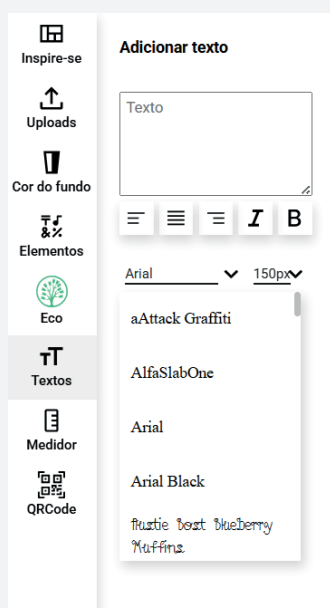 Inspire-se
Uploads
Cor do fundo
Elementos
Eco
Textos
Medidor
QRCode
Adicionar texto
Texto
I B
Arial 150px
aAttack Graffiti
AlfaSlabOne
Arial
Arial Black
Austie Bost Blueberry
Muffins